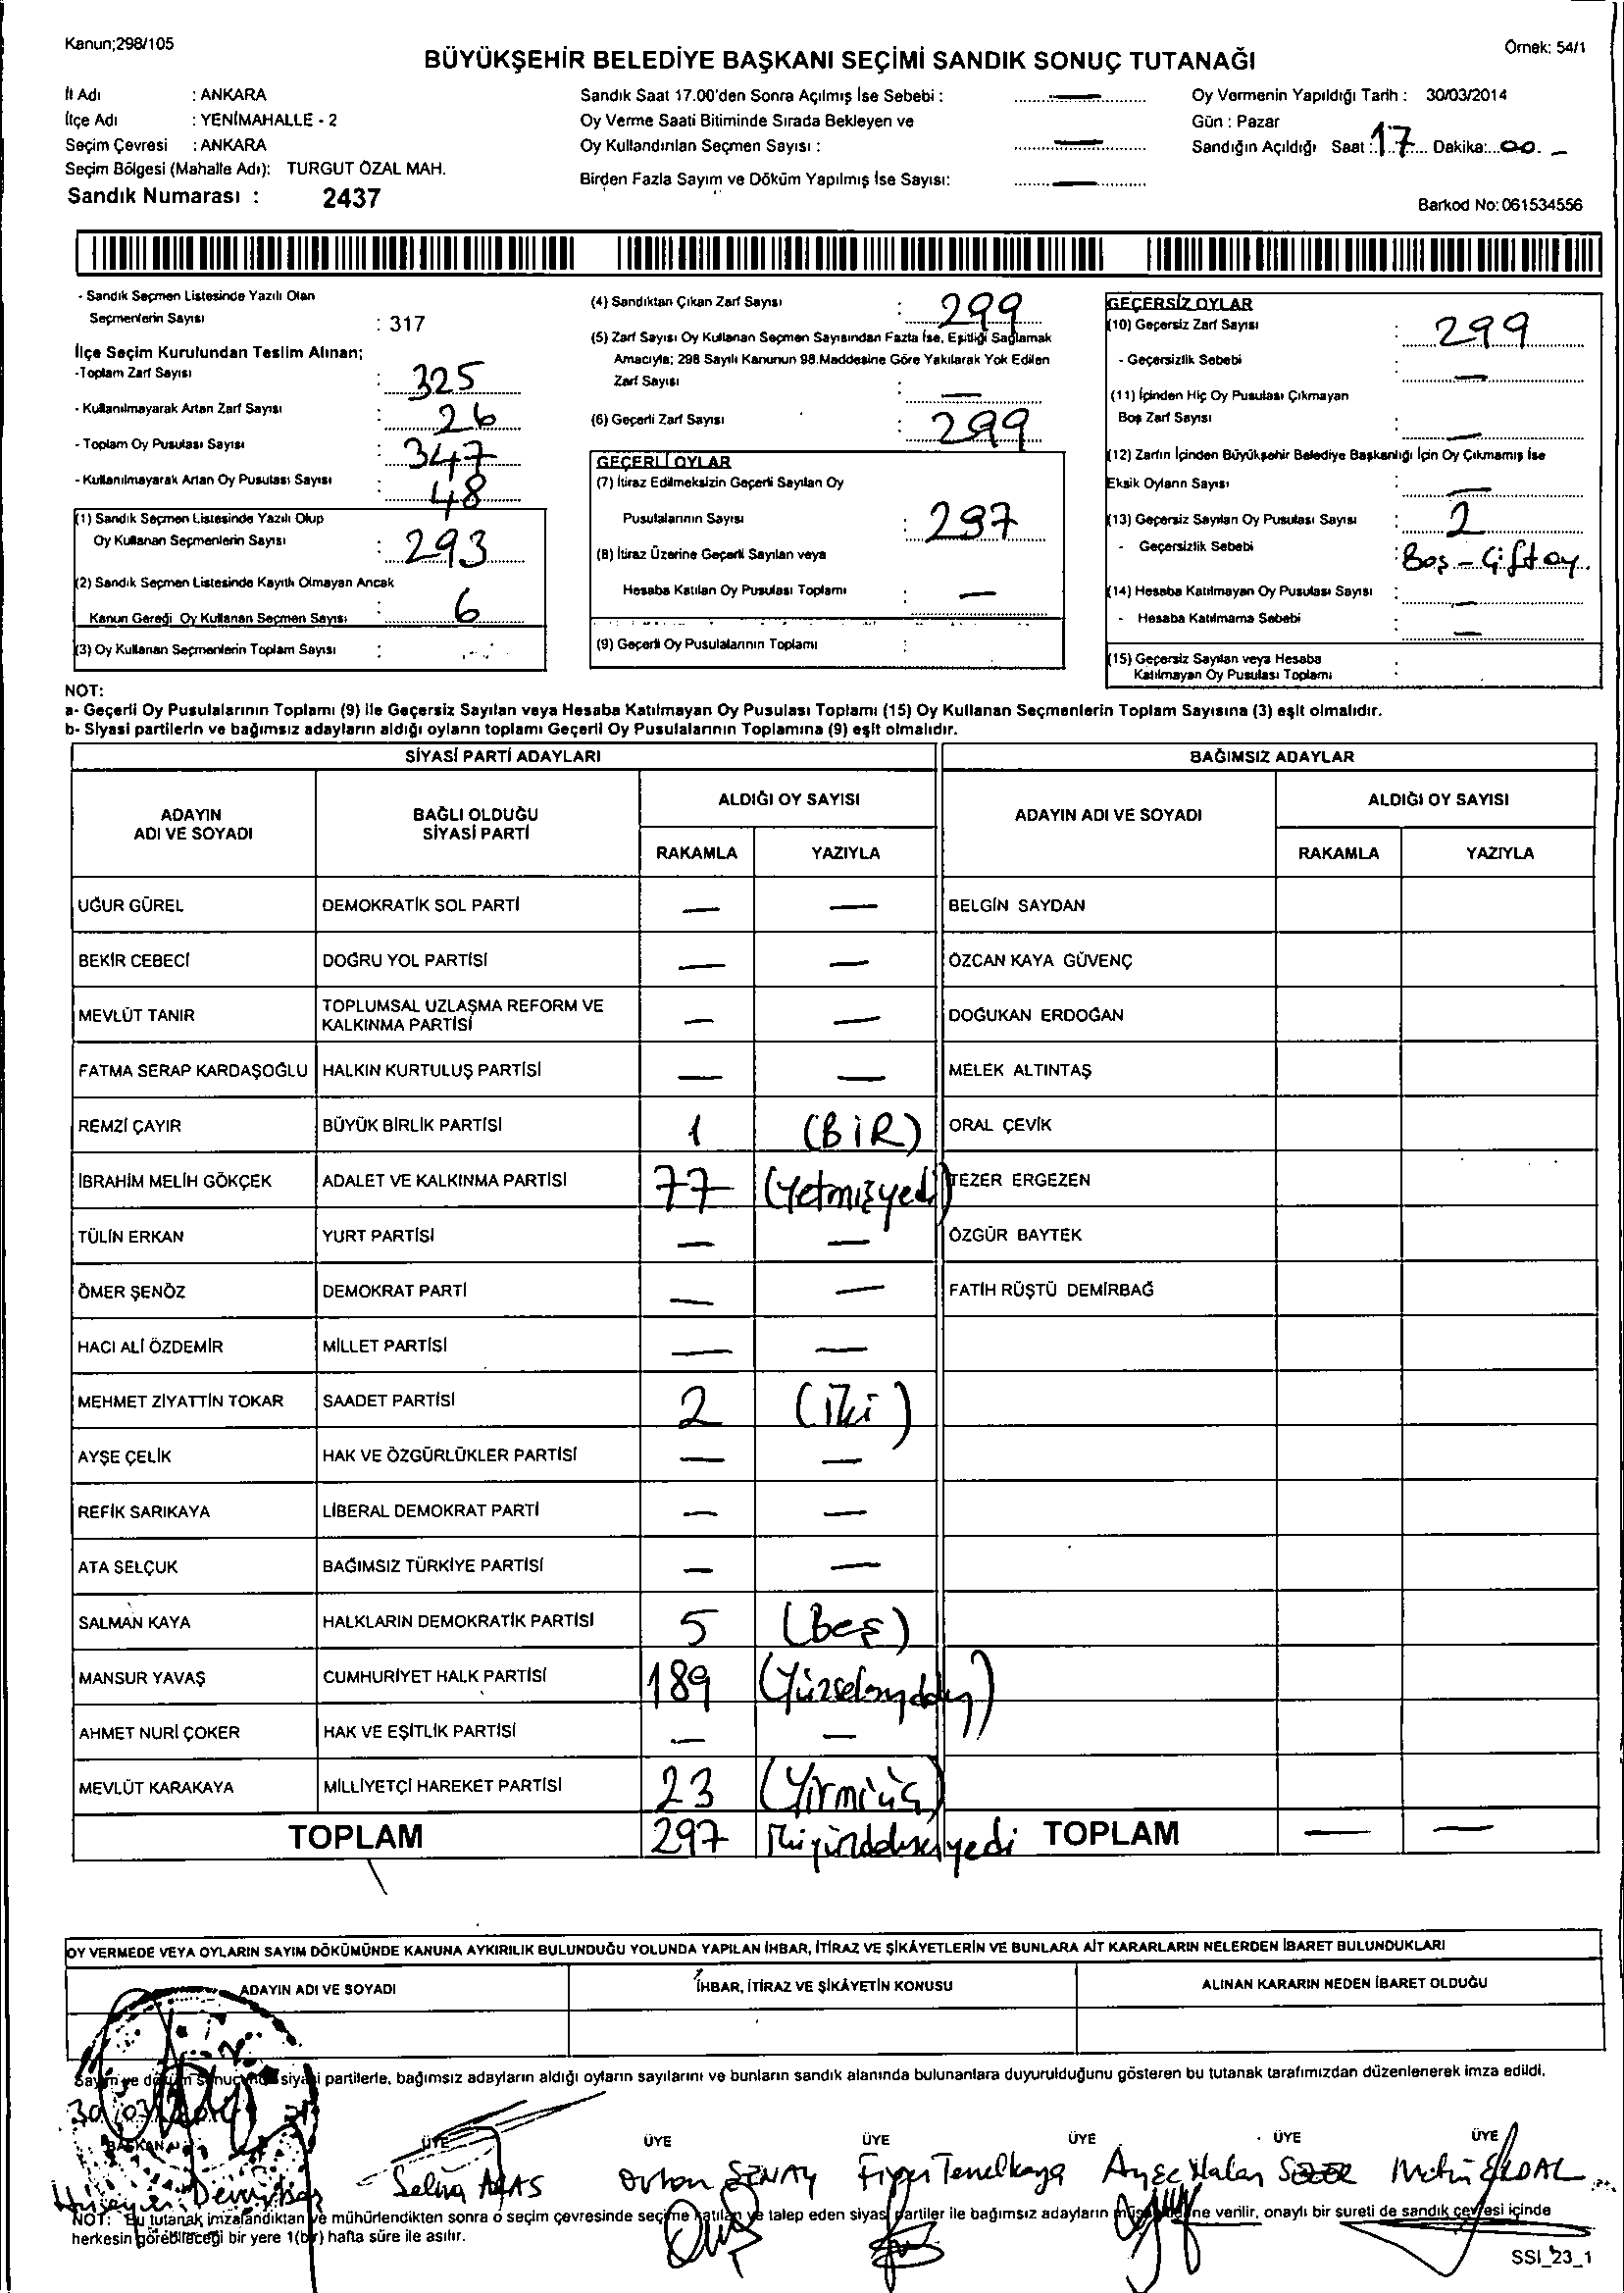 Kanun;298/105
Örnek: 54/1
BÜYÜKŞEHİR BELEDİYE BAŞKANI SEÇİMİ SANDIK SONUÇ TUTANAĞI
İl Adı : ANKARA
İlçe Adı : YENİMAHALLE - 2
Seçim Çevresi : ANKARA
Seçim Bölgesi (Mahalle Adı): TURGUT ÖZAL MAH.
Sandık Numarası : 2437
Sandık Saat 17.00'den Sonra Açılmış İse Sebebi : —
Oy Verme Saati Bitiminde Sırada Bekleyen ve
Oy Kullandırılan Seçmen Sayısı : —
Birden Fazla Sayım ve Döküm Yapılmış İse Sayısı: —
Oy Vermenin Yapıldığı Tarih : 30/03/2014
Gün : Pazar
Sandığın Açıldığı Saat : 17 Dakika: 00
Barkod No: 061534556
- Sandık Seçmen Listesinde Yazılı Olan
Seçmenlerin Sayısı : 317
İlçe Seçim Kurulundan Teslim Alınan;
-Toplam Zarf Sayısı : 325
- Kullanılmayarak Artan Zarf Sayısı : 26
- Toplam Oy Pusulası Sayısı : 347
- Kullanılmayarak Artan Oy Pusulası Sayısı : 48
(1) Sandık Seçmen Listesinde Yazılı Olup
Oy Kullanan Seçmenlerin Sayısı : 293
(2) Sandık Seçmen Listesinde Kayıtlı Olmayan Ancak
Kanun Gereği Oy Kullanan Seçmen Sayısı : 6
(3) Oy Kullanan Seçmenlerin Toplam Sayısı :
(4) Sandıktan Çıkan Zarf Sayısı : 299
(5) Zarf Sayısı Oy Kullanan Seçmen Sayısından Fazla İse, Eşitliği Sağlamak
Amacıyla; 298 Sayılı Kanunun 98.Maddesine Göre Yakılarak Yok Edilen
Zarf Sayısı : —
(6) Geçerli Zarf Sayısı : 299
GEÇERLİ OYLAR
(7) İtiraz Edilmeksizin Geçerli Sayılan Oy
Pusulalarının Sayısı : 297
(8) İtiraz Üzerine Geçerli Sayılan veya
Hesaba Katılan Oy Pusulası Toplamı : —
(9) Geçerli Oy Pusulalarının Toplamı :
GEÇERSİZ OYLAR
(10) Geçersiz Zarf Sayısı : 299
- Geçersizlik Sebebi —
(11) İçinden Hiç Oy Pusulası Çıkmayan
Boş Zarf Sayısı : —
(12) Zarfın İçinden Büyükşehir Belediye Başkanlığı İçin Oy Çıkmamış İse
Eksik Oyların Sayısı : —
(13) Geçersiz Sayılan Oy Pusulası Sayısı : 2
- Geçersizlik Sebebi : Boş - Çift oy.
(14) Hesaba Katılmayan Oy Pusulası Sayısı : —
- Hesaba Katılmama Sebebi : —
(15) Geçersiz Sayılan veya Hesaba
Katılmayan Oy Pusulası Toplamı :
NOT:
a- Geçerli Oy Pusulalarının Toplamı (9) ile Geçersiz Sayılan veya Hesaba Katılmayan Oy Pusulası Toplamı (15) Oy Kullanan Seçmenlerin Toplam Sayısına (3) eşit olmalıdır.
b- Siyasi partilerin ve bağımsız adayların aldığı oyların toplamı Geçerli Oy Pusulalarının Toplamına (9) eşit olmalıdır.
SİYASİ PARTİ ADAYLARI BAĞIMSIZ ADAYLAR
ADAYIN
ADI VE SOYADI
BAĞLI OLDUĞU
SİYASİ PARTİ
ALDIĞI OY SAYISI
RAKAMLA YAZIYLA
ADAYIN ADI VE SOYADI
ALDIĞI OY SAYISI
RAKAMLA YAZIYLA
UĞUR GÜREL DEMOKRATİK SOL PARTİ — — BELGİN SAYDAN
BEKİR CEBECİ DOĞRU YOL PARTİSİ — — ÖZCAN KAYA GÜVENÇ
MEVLÜT TANIR TOPLUMSAL UZLAŞMA REFORM VE
KALKINMA PARTİSİ — — DOĞUKAN ERDOĞAN
FATMA SERAP KARDAŞOĞLU HALKIN KURTULUŞ PARTİSİ — — MELEK ALTINTAŞ
REMZİ ÇAYIR BÜYÜK BİRLİK PARTİSİ 1 (BİR) ORAL ÇEVİK
İBRAHİM MELİH GÖKÇEK ADALET VE KALKINMA PARTİSİ 77 (Yetmişyedi) TEZER ERGEZEN
TÜLİN ERKAN YURT PARTİSİ — — ÖZGÜR BAYTEK
ÖMER ŞENÖZ DEMOKRAT PARTİ — — FATİH RÜŞTÜ DEMİRBAĞ
HACI ALİ ÖZDEMİR MİLLET PARTİSİ — —
MEHMET ZİYATTİN TOKAR SAADET PARTİSİ 2 (iki)
AYŞE ÇELİK HAK VE ÖZGÜRLÜKLER PARTİSİ — —
REFİK SARIKAYA LİBERAL DEMOKRAT PARTİ — —
ATA SELÇUK BAĞIMSIZ TÜRKİYE PARTİSİ — —
SALMAN KAYA HALKLARIN DEMOKRATİK PARTİSİ 5 (beş)
MANSUR YAVAŞ CUMHURİYET HALK PARTİSİ 189
AHMET NURİ ÇOKER HAK VE EŞİTLİK PARTİSİ — —
MEVLÜT KARAKAYA MİLLİYETÇİ HAREKET PARTİSİ 23 (Yirmiüç)
TOPLAM 297 TOPLAM — —
OY VERMEDE VEYA OYLARIN SAYIM DÖKÜMÜNDE KANUNA AYKIRILIK BULUNDUĞU YOLUNDA YAPILAN İHBAR, İTİRAZ VE ŞİKÂYETLERİN VE BUNLARA AİT KARARLARIN NELERDEN İBARET BULUNDUKLARI
ADAYIN ADI VE SOYADI İHBAR, İTİRAZ VE ŞİKÂYETİN KONUSU ALINAN KARARIN NEDEN İBARET OLDUĞU
Sayım ve döküm sonucunda siyasi partilerle, bağımsız adayların aldığı oyların sayılarını ve bunların sandık alanında bulunanlara duyurulduğunu gösteren bu tutanak tarafımızdan düzenlenerek imza edildi.
30/03/2014
BAŞKAN ÜYE ÜYE ÜYE ÜYE ÜYE ÜYE
Orhan ŞENAY
NOT: Bu tutanak imzalandıktan ve mühürlendikten sonra o seçim çevresinde seçime katılan ve talep eden siyasi partiler ile bağımsız adayların verilir, onaylı bir sureti de sandık çevresi içinde
herkesin görebileceği bir yere 1(bir) hafta süre ile asılır.
SSI_23_1